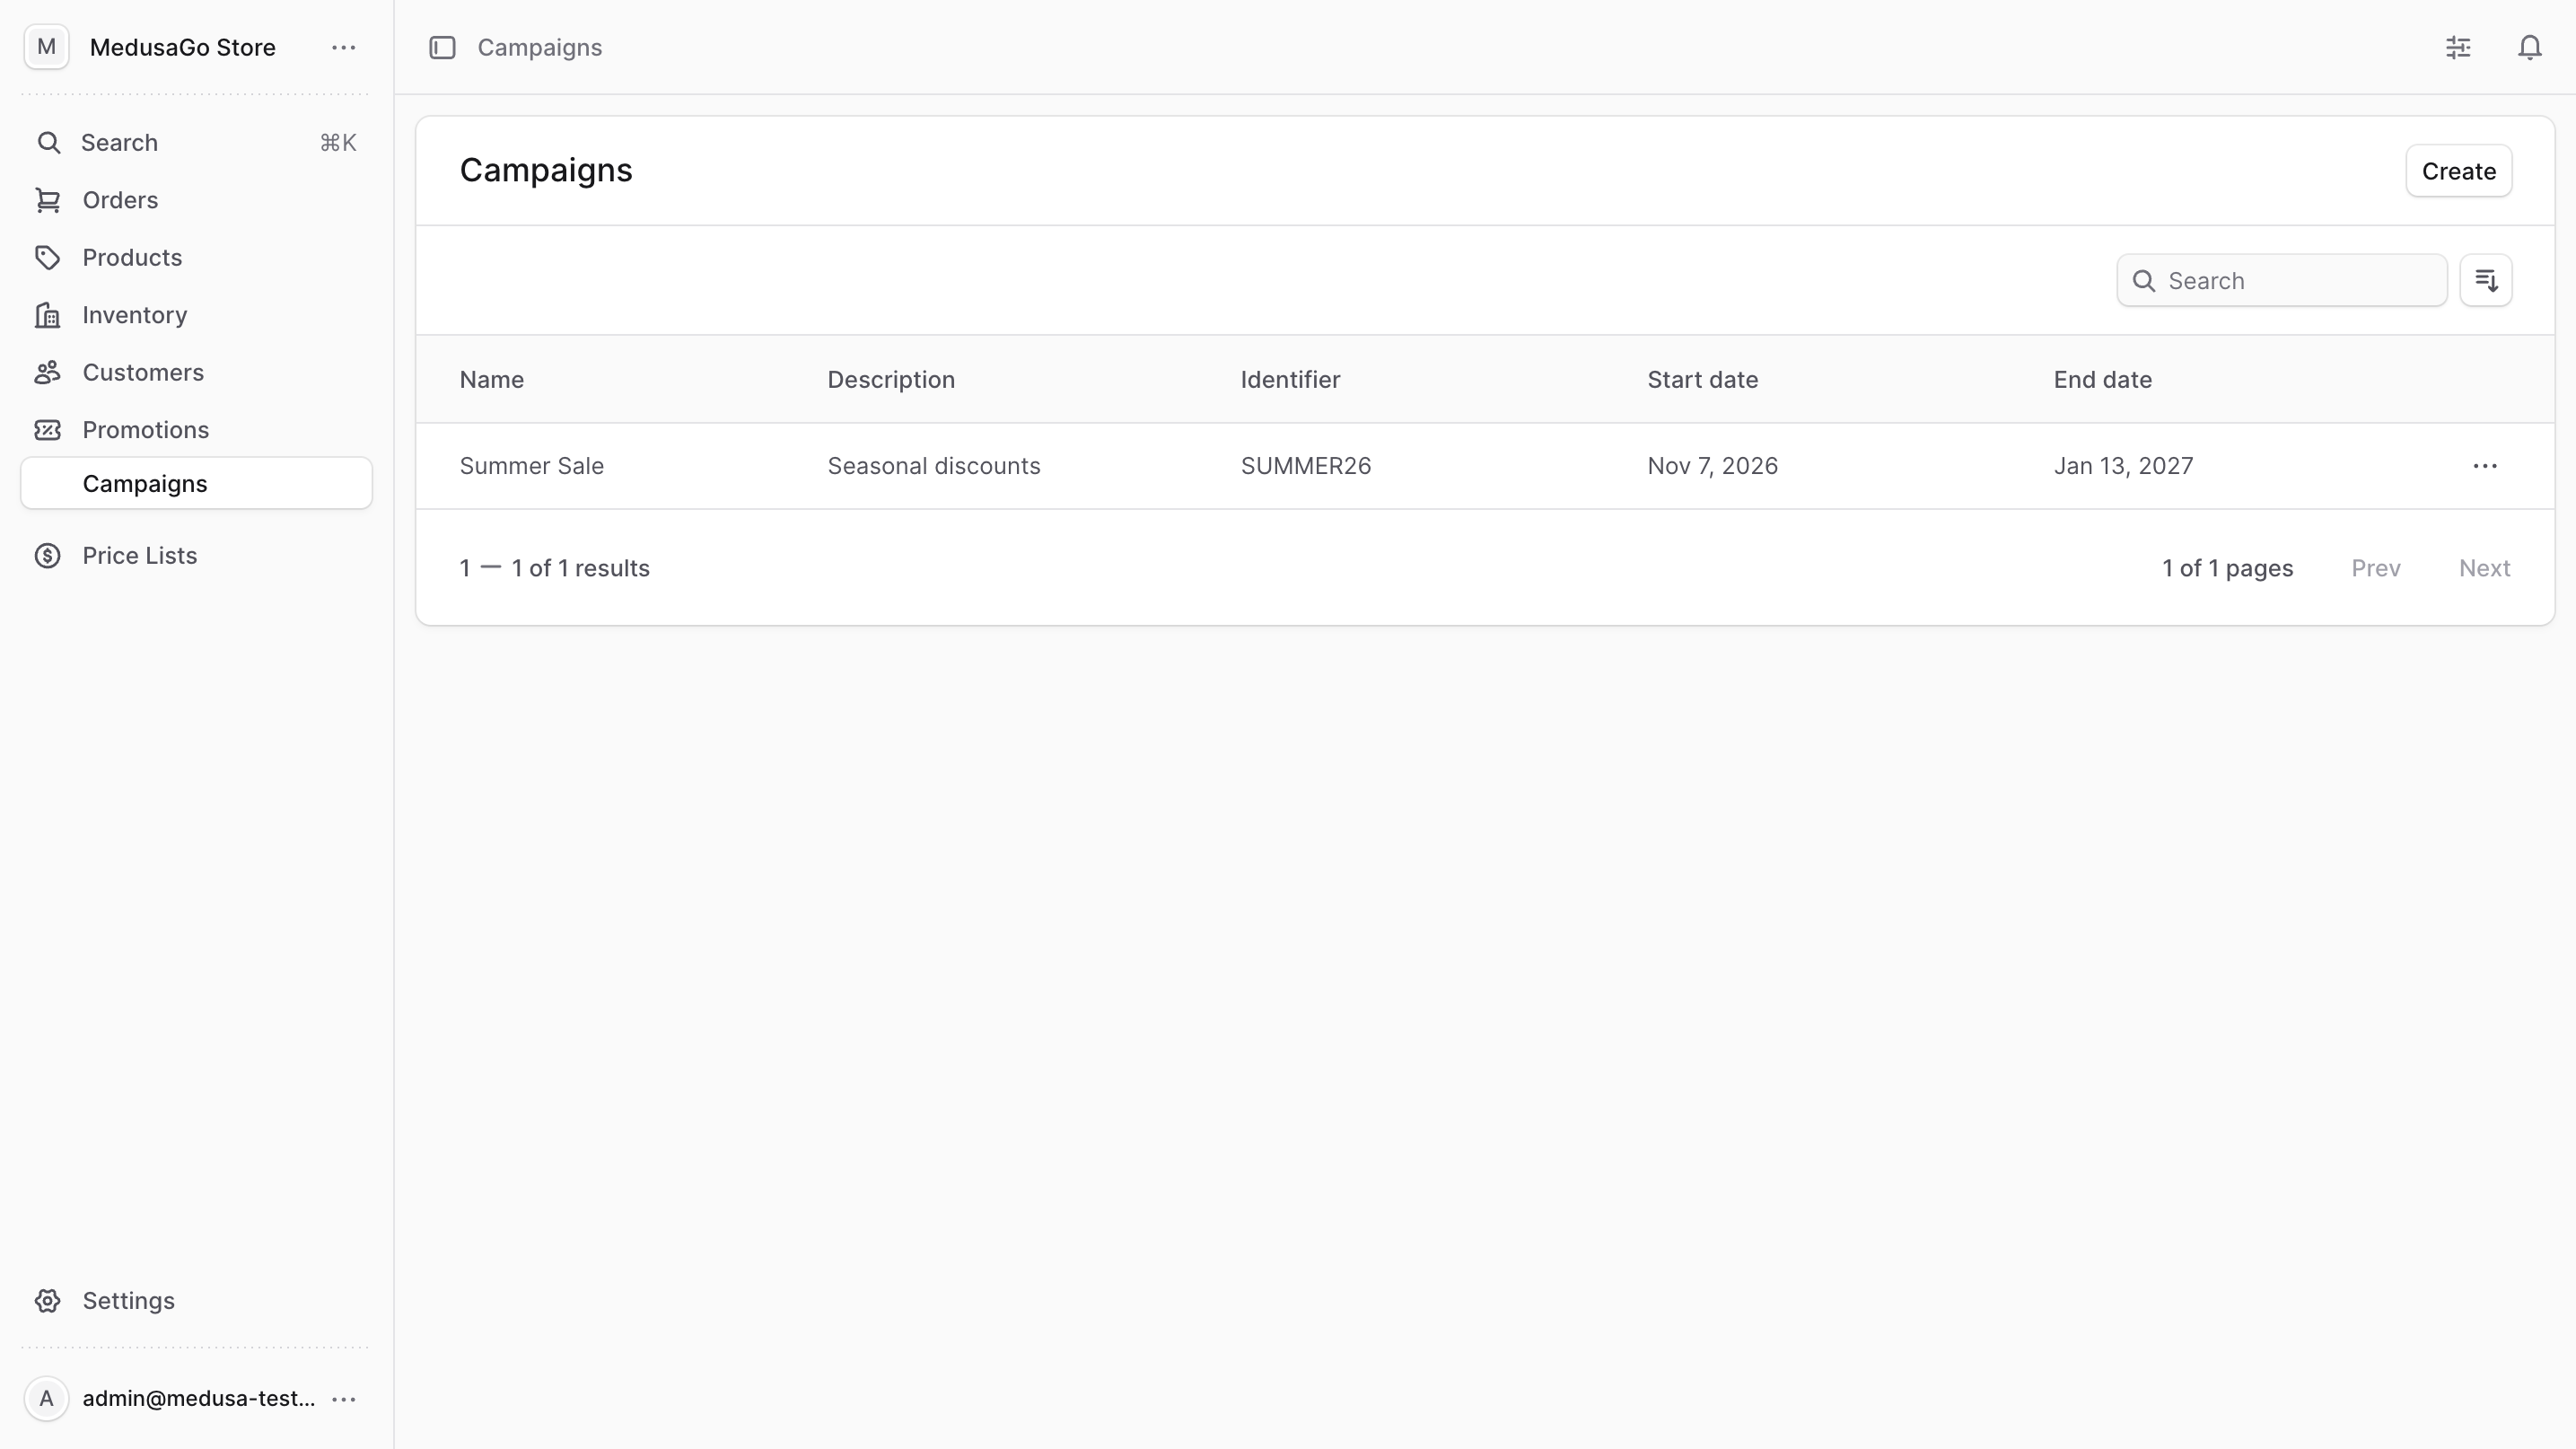 M MedusaGo Store
Campaigns
Search ⌘K
Orders
Products
Inventory
Customers
Promotions
Campaigns
Price Lists
Settings
A admin@medusa-test...
Campaigns
Create
Search
Name Description Identifier Start date End date
Summer Sale Seasonal discounts SUMMER26 Nov 7, 2026 Jan 13, 2027
1 — 1 of 1 results
1 of 1 pages Prev Next